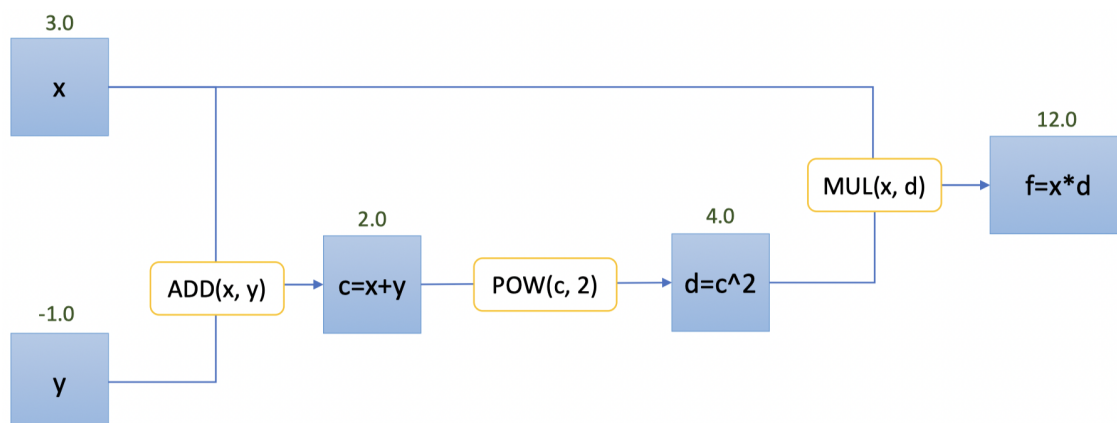 3.0
x
12.0
MUL(x, d)
f=x*d
2.0
4.0
ADD(x, y)
c=x+y
POW(c, 2)
d=c^2
-1.0
y